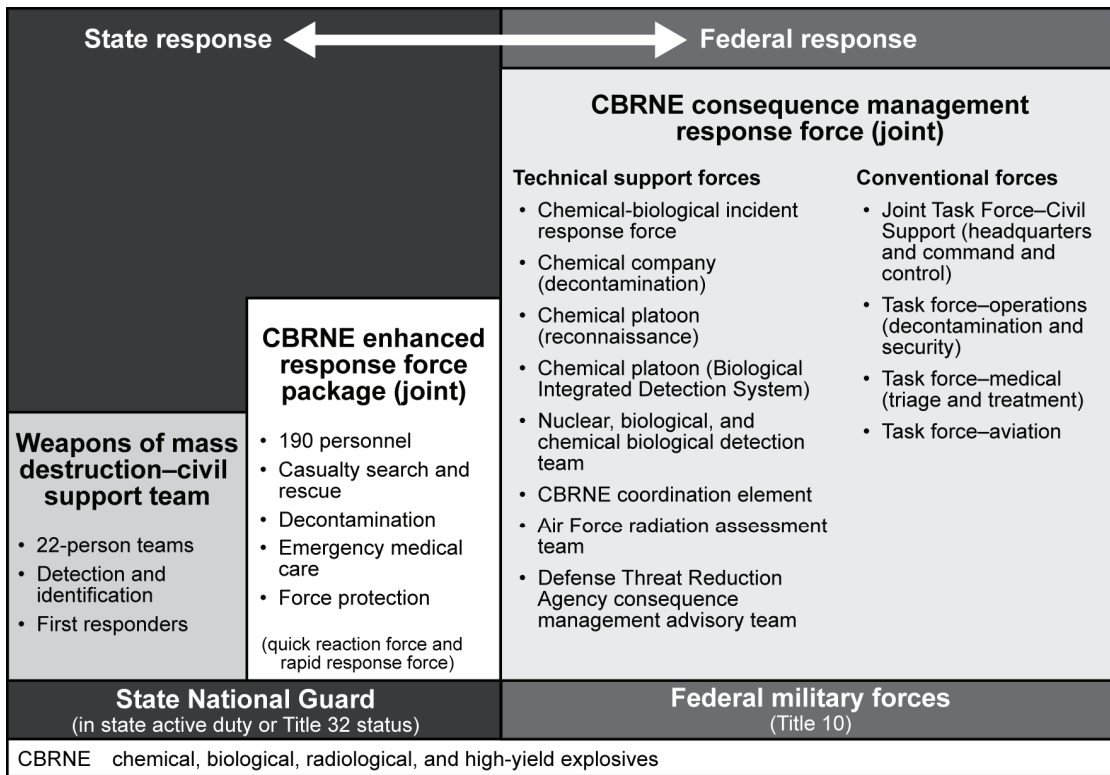 State response
Federal response
CBRNE consequence management
response force (joint)
Technical support forces
• Chemical-biological incident
response force
• Chemical company
(decontamination)
• Chemical platoon
(reconnaissance)
• Chemical platoon (Biological
Integrated Detection System)
• Nuclear, biological, and
chemical biological detection
team
• CBRNE coordination element
• Air Force radiation assessment
team
• Defense Threat Reduction
Agency consequence
management advisory team
Conventional forces
• Joint Task Force–Civil
Support (headquarters
and command and
control)
• Task force–operations
(decontamination and
security)
• Task force–medical
(triage and treatment)
• Task force–aviation
CBRNE enhanced
response force
package (joint)
• 190 personnel
• Casualty search and
rescue
• Decontamination
• Emergency medical
care
• Force protection
(quick reaction force and
rapid response force)
Weapons of mass
destruction–civil
support team
• 22-person teams
• Detection and
identification
• First responders
State National Guard
(in state active duty or Title 32 status)
Federal military forces
(Title 10)
CBRNE chemical, biological, radiological, and high-yield explosives